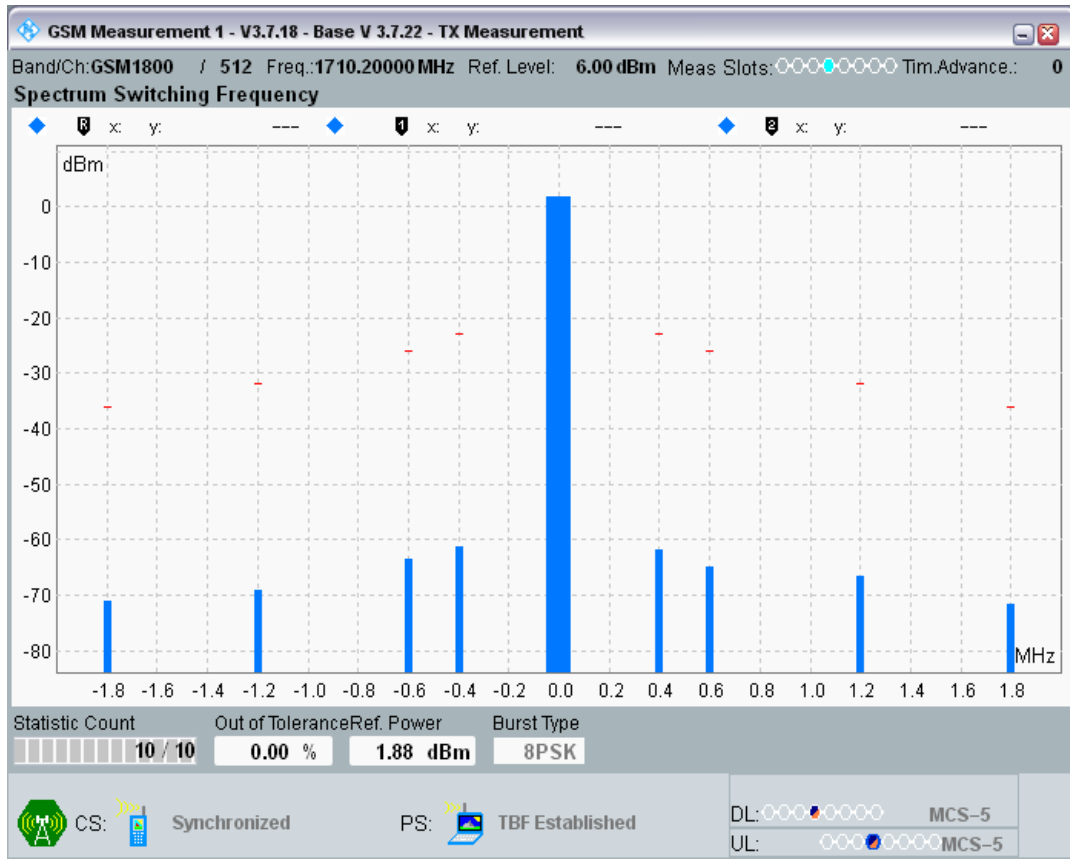 GSM Measurement 1 - V3.7.18 - Base V 3.7.22 - TX Measurement
Band/Ch:GSM1800 / 512 Freq.:1710.20000 MHz Ref. Level: 6.00 dBm Meas Slots: Tim.Advance.: 0
Spectrum Switching Frequency
R x: y: --- 1 x: y: --- 2 x: y: ---
dBm
0
-10
-20
-30
-40
-50
-60
-70
-80
MHz
-1.8 -1.6 -1.4 -1.2 -1.0 -0.8 -0.6 -0.4 -0.2 0.0 0.2 0.4 0.6 0.8 1.0 1.2 1.4 1.6 1.8
Statistic Count Out of Tolerance Ref. Power Burst Type
10 / 10 0.00 % 1.88 dBm 8PSK
CS: Synchronized PS: TBF Established DL: MCS-5
UL: MCS-5